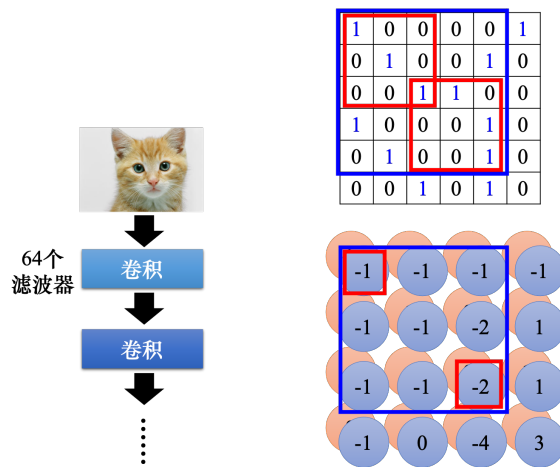 64个
滤波器
卷积
卷积
······
1 0 0 0 0 1
0 1 0 0 1 0
0 0 1 1 0 0
1 0 0 0 1 0
0 1 0 0 1 0
0 0 1 0 1 0
-1 -1 -1 -1
-1 -1 -2 1
-1 -1 -2 1
-1 0 -4 3